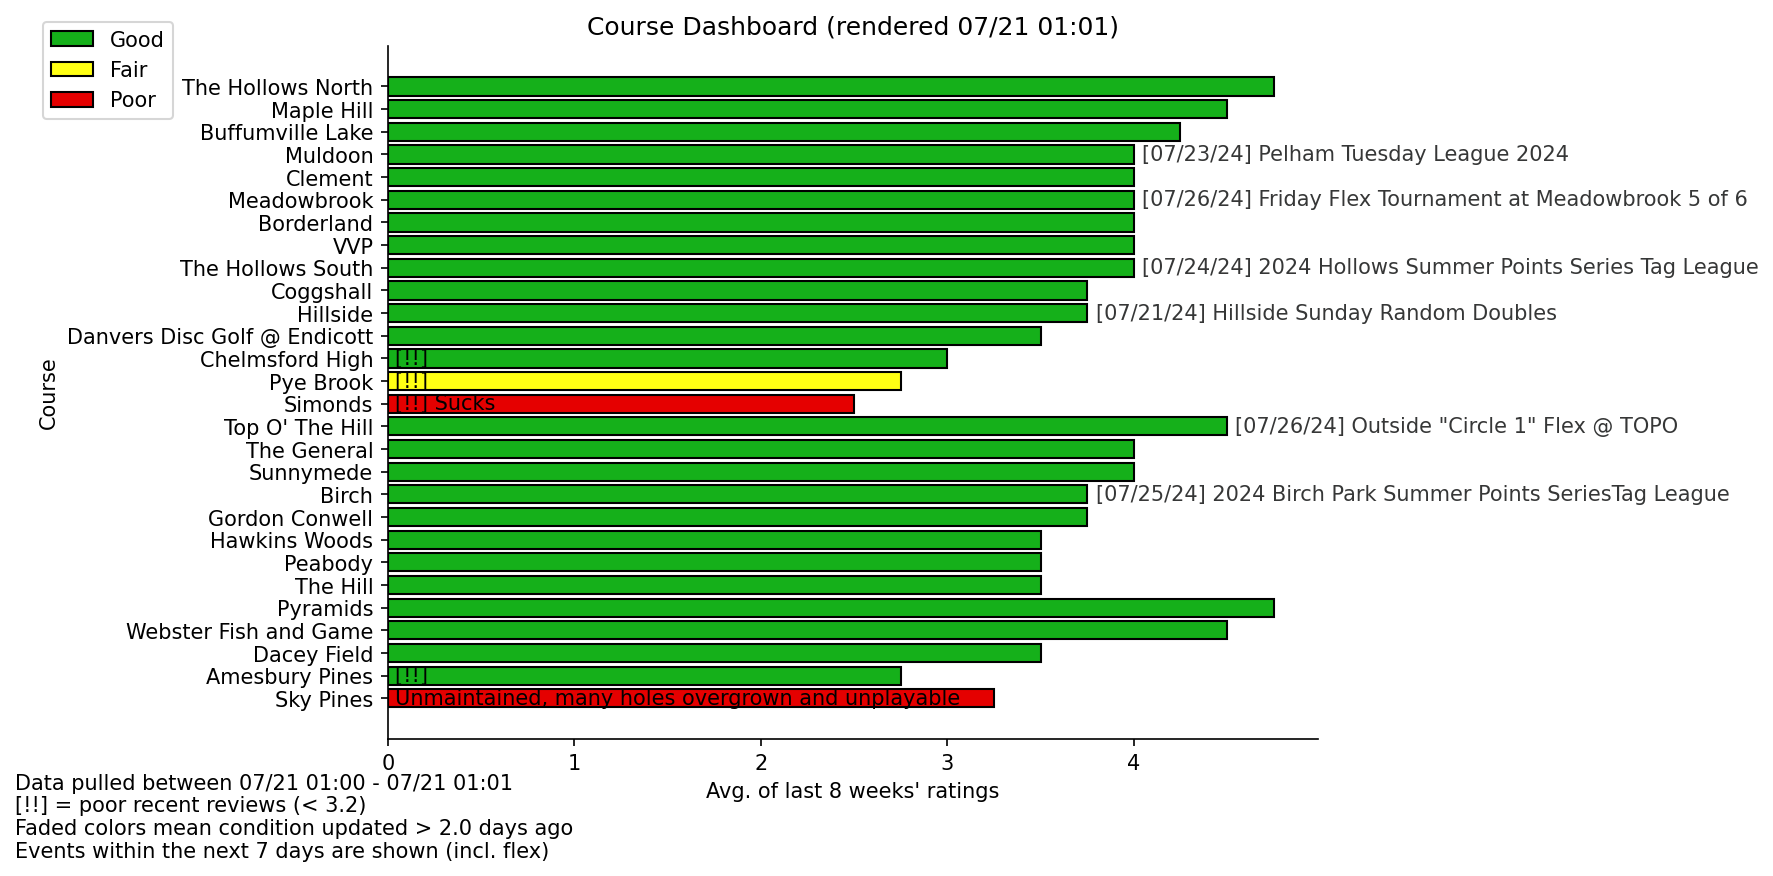 Course Dashboard (rendered 07/21 01:01)
Good
Fair
Poor
The Hollows North
Maple Hill
Buffumville Lake
Muldoon [07/23/24] Pelham Tuesday League 2024
Clement
Meadowbrook [07/26/24] Friday Flex Tournament at Meadowbrook 5 of 6
Borderland
VVP
The Hollows South [07/24/24] 2024 Hollows Summer Points Series Tag League
Coggshall
Hillside [07/21/24] Hillside Sunday Random Doubles
Danvers Disc Golf @ Endicott
Chelmsford High [!!]
Pye Brook [!!]
Simonds [!!] Sucks
Top O' The Hill [07/26/24] Outside "Circle 1" Flex @ TOPO
The General
Sunnymede
Birch [07/25/24] 2024 Birch Park Summer Points SeriesTag League
Gordon Conwell
Hawkins Woods
Peabody
The Hill
Pyramids
Webster Fish and Game
Dacey Field
Amesbury Pines [!!]
Sky Pines Unmaintained, many holes overgrown and unplayable
Course
0 1 2 3 4
Avg. of last 8 weeks' ratings
Data pulled between 07/21 01:00 - 07/21 01:01
[!!] = poor recent reviews (< 3.2)
Faded colors mean condition updated > 2.0 days ago
Events within the next 7 days are shown (incl. flex)